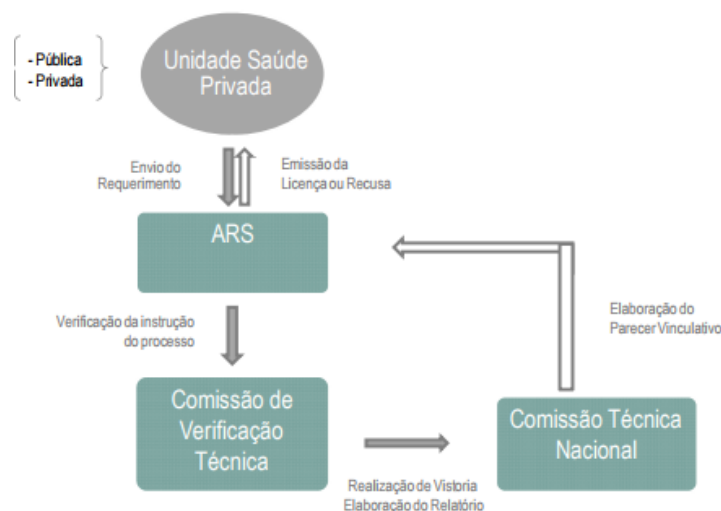 - Pública
- Privada
Unidade Saúde
Privada
Envio do
Requerimento
Emissão da
Licença ou Recusa
ARS
Verificação da instrução
do processo
Elaboração do
Parecer Vinculativo
Comissão de
Verificação
Técnica
Comissão Técnica
Nacional
Realização de Vistoria
Elaboração do Relatório